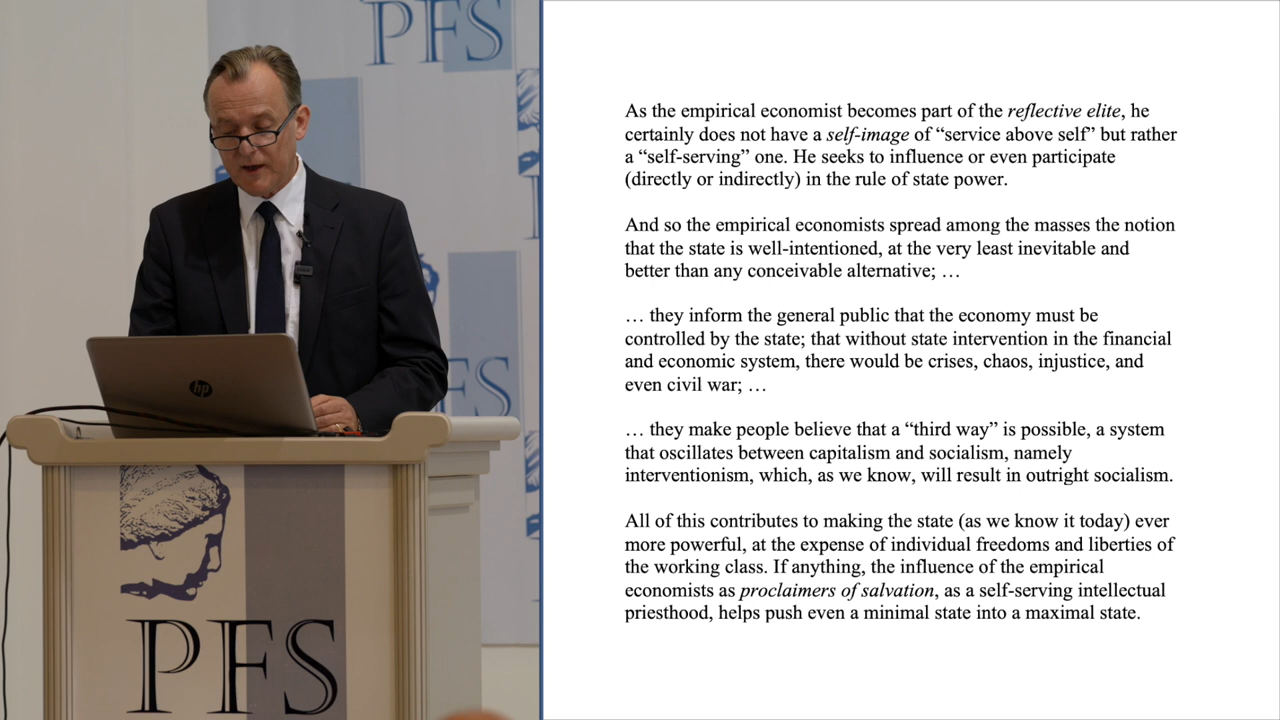 PFS
PFS
hp
PFS
As the empirical economist becomes part of the reflective elite, he
certainly does not have a self-image of “service above self” but rather
a “self-serving” one. He seeks to influence or even participate
(directly or indirectly) in the rule of state power.
And so the empirical economists spread among the masses the notion
that the state is well-intentioned, at the very least inevitable and
better than any conceivable alternative; …
… they inform the general public that the economy must be
controlled by the state; that without state intervention in the financial
and economic system, there would be crises, chaos, injustice, and
even civil war; …
… they make people believe that a “third way” is possible, a system
that oscillates between capitalism and socialism, namely
interventionism, which, as we know, will result in outright socialism.
All of this contributes to making the state (as we know it today) ever
more powerful, at the expense of individual freedoms and liberties of
the working class. If anything, the influence of the empirical
economists as proclaimers of salvation, as a self-serving intellectual
priesthood, helps push even a minimal state into a maximal state.